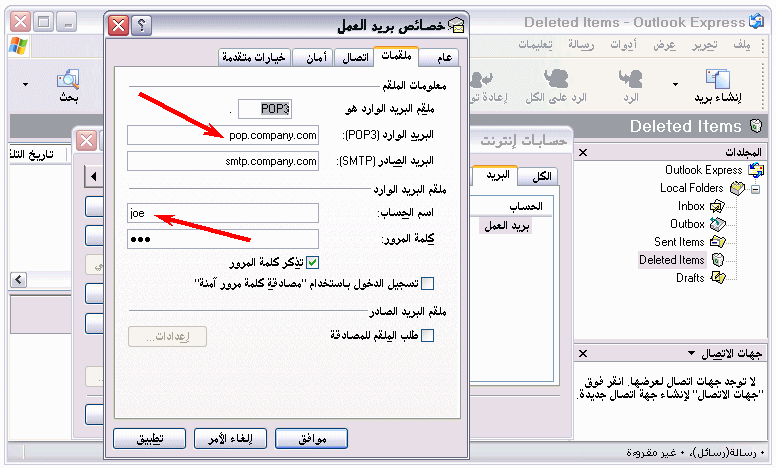 Deleted Items - Outlook Express
ملف تحرير عرض أدوات رسالة تعليمات
إنشاء بريد
الرد
الرد على الكل
بحث
Deleted Items
تاريخ
المجلدات
Outlook Express
Local Folders
Inbox
Outbox
Sent Items
Deleted Items
Drafts
جهات الاتصال
لا توجد جهات اتصال لعرضها. انقر فوق
"جهات الاتصال" لإنشاء جهة اتصال جديدة.
٠ رسالة(رسائل)، ٠ غير مقروءة
حسابات إنترنت
الكل
البريد
الحساب
بريد العمل
خصائص بريد العمل
عام
ملقمات
اتصال
أمان
خيارات متقدمة
معلومات الملقم
ملقم البريد الوارد هو POP3 .
البريد الوارد (POP3): pop.company.com
البريد الصادر (SMTP): smtp.company.com
ملقم البريد الوارد
اسم الحساب: joe
كلمة المرور: •••
تذكر كلمة المرور
تسجيل الدخول باستخدام "مصادقة كلمة مرور آمنة"
ملقم البريد الصادر
طلب الملقم للمصادقة
إعدادات...
موافق
إلغاء الأمر
تطبيق